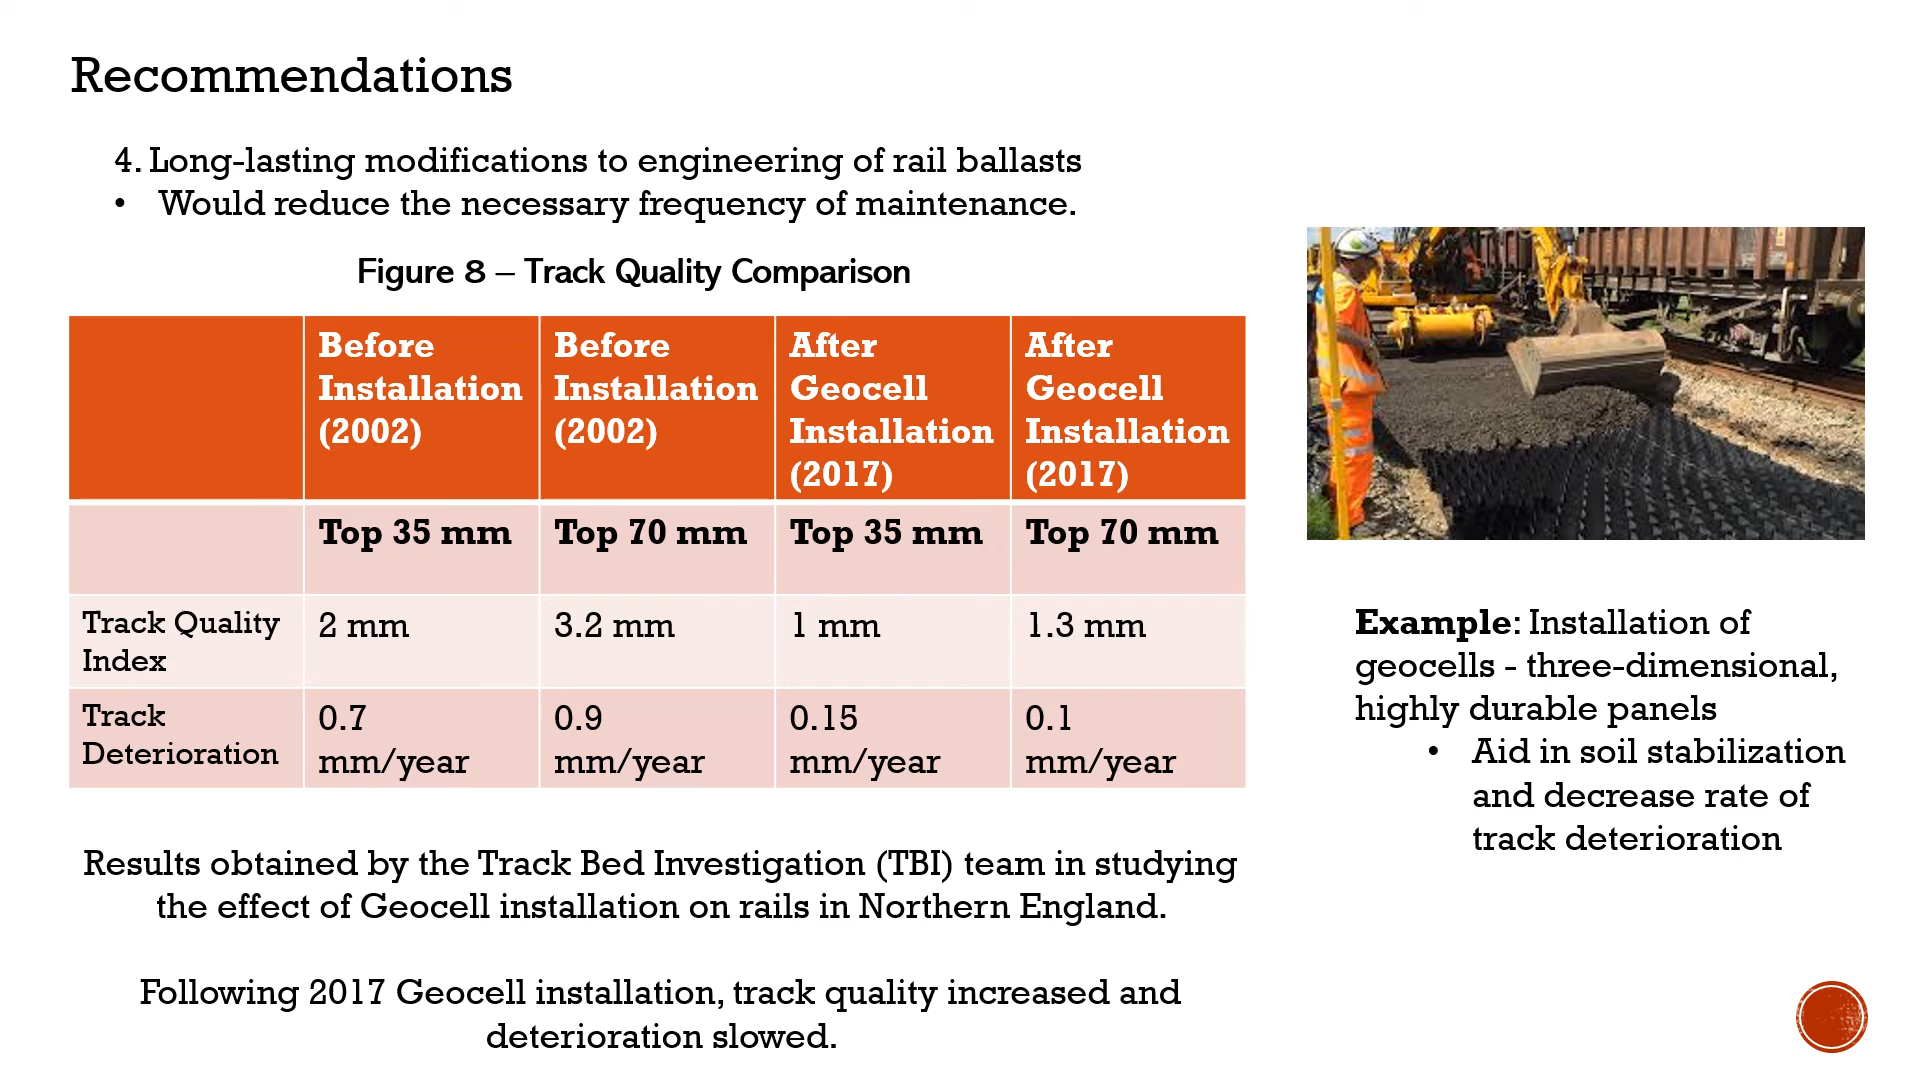 Recommendations
4. Long-lasting modifications to engineering of rail ballasts
• Would reduce the necessary frequency of maintenance.
Figure 8 – Track Quality Comparison
Before Installation (2002) Before Installation (2002) After Geocell Installation (2017) After Geocell Installation (2017)
Top 35 mm Top 70 mm Top 35 mm Top 70 mm
Track Quality Index 2 mm 3.2 mm 1 mm 1.3 mm
Track Deterioration 0.7 mm/year 0.9 mm/year 0.15 mm/year 0.1 mm/year
Results obtained by the Track Bed Investigation (TBI) team in studying
the effect of Geocell installation on rails in Northern England.
Following 2017 Geocell installation, track quality increased and
deterioration slowed.
Example: Installation of
geocells - three-dimensional,
highly durable panels
• Aid in soil stabilization
and decrease rate of
track deterioration